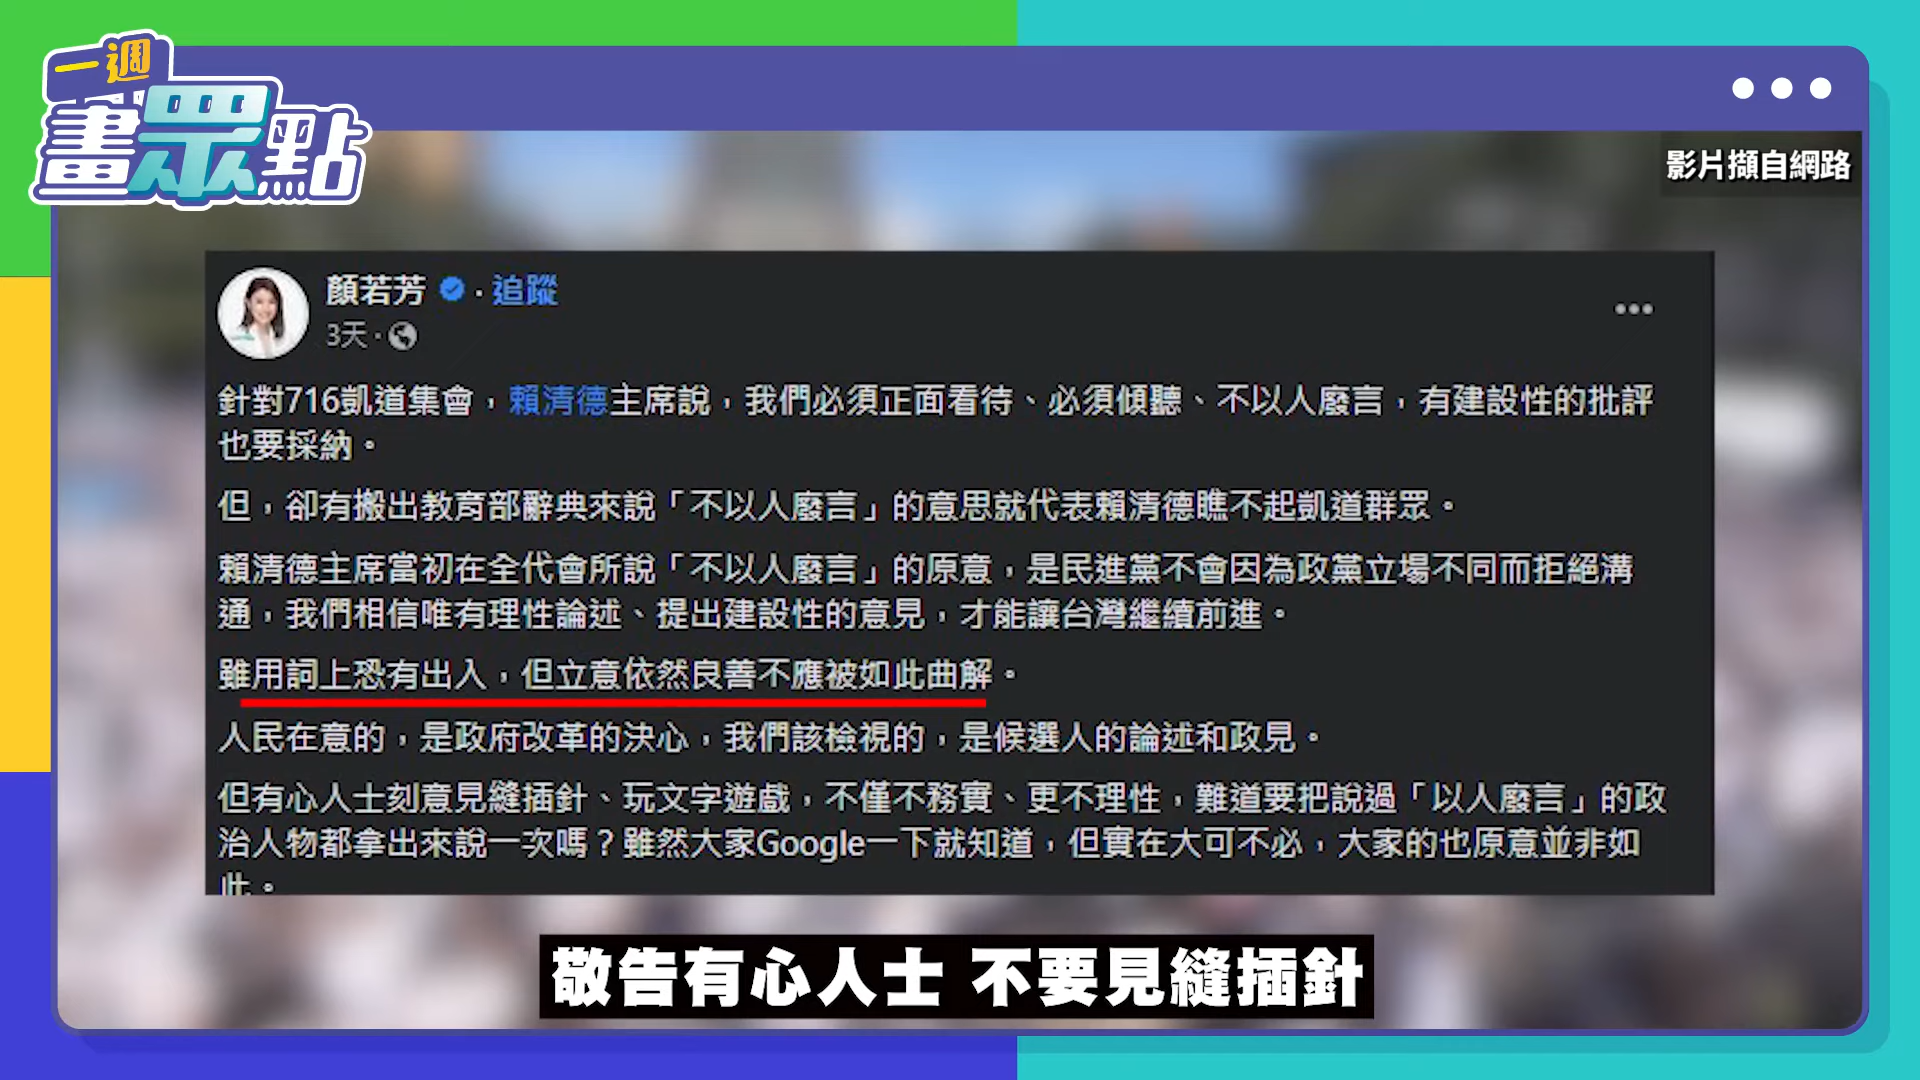 一週
畫眾點
影片擷自網路
顏若芳 · 追蹤
3天 ·
針對716凱道集會，賴清德主席說，我們必須正面看待、必須傾聽、不以人廢言，有建設性的批評
也要採納。
但，卻有搬出教育部辭典來說「不以人廢言」的意思就代表賴清德瞧不起凱道群眾。
賴清德主席當初在全代會所說「不以人廢言」的原意，是民進黨不會因為政黨立場不同而拒絕溝
通，我們相信唯有理性論述、提出建設性的意見，才能讓台灣繼續前進。
雖用詞上恐有出入，但立意依然良善不應被如此曲解。
人民在意的，是政府改革的決心，我們該檢視的，是候選人的論述和政見。
但有心人士刻意見縫插針、玩文字遊戲，不僅不務實、更不理性，難道要把說過「以人廢言」的政
治人物都拿出來說一次嗎？雖然大家Google一下就知道，但實在大可不必，大家的也原意並非如
此。
敬告有心人士 不要見縫插針